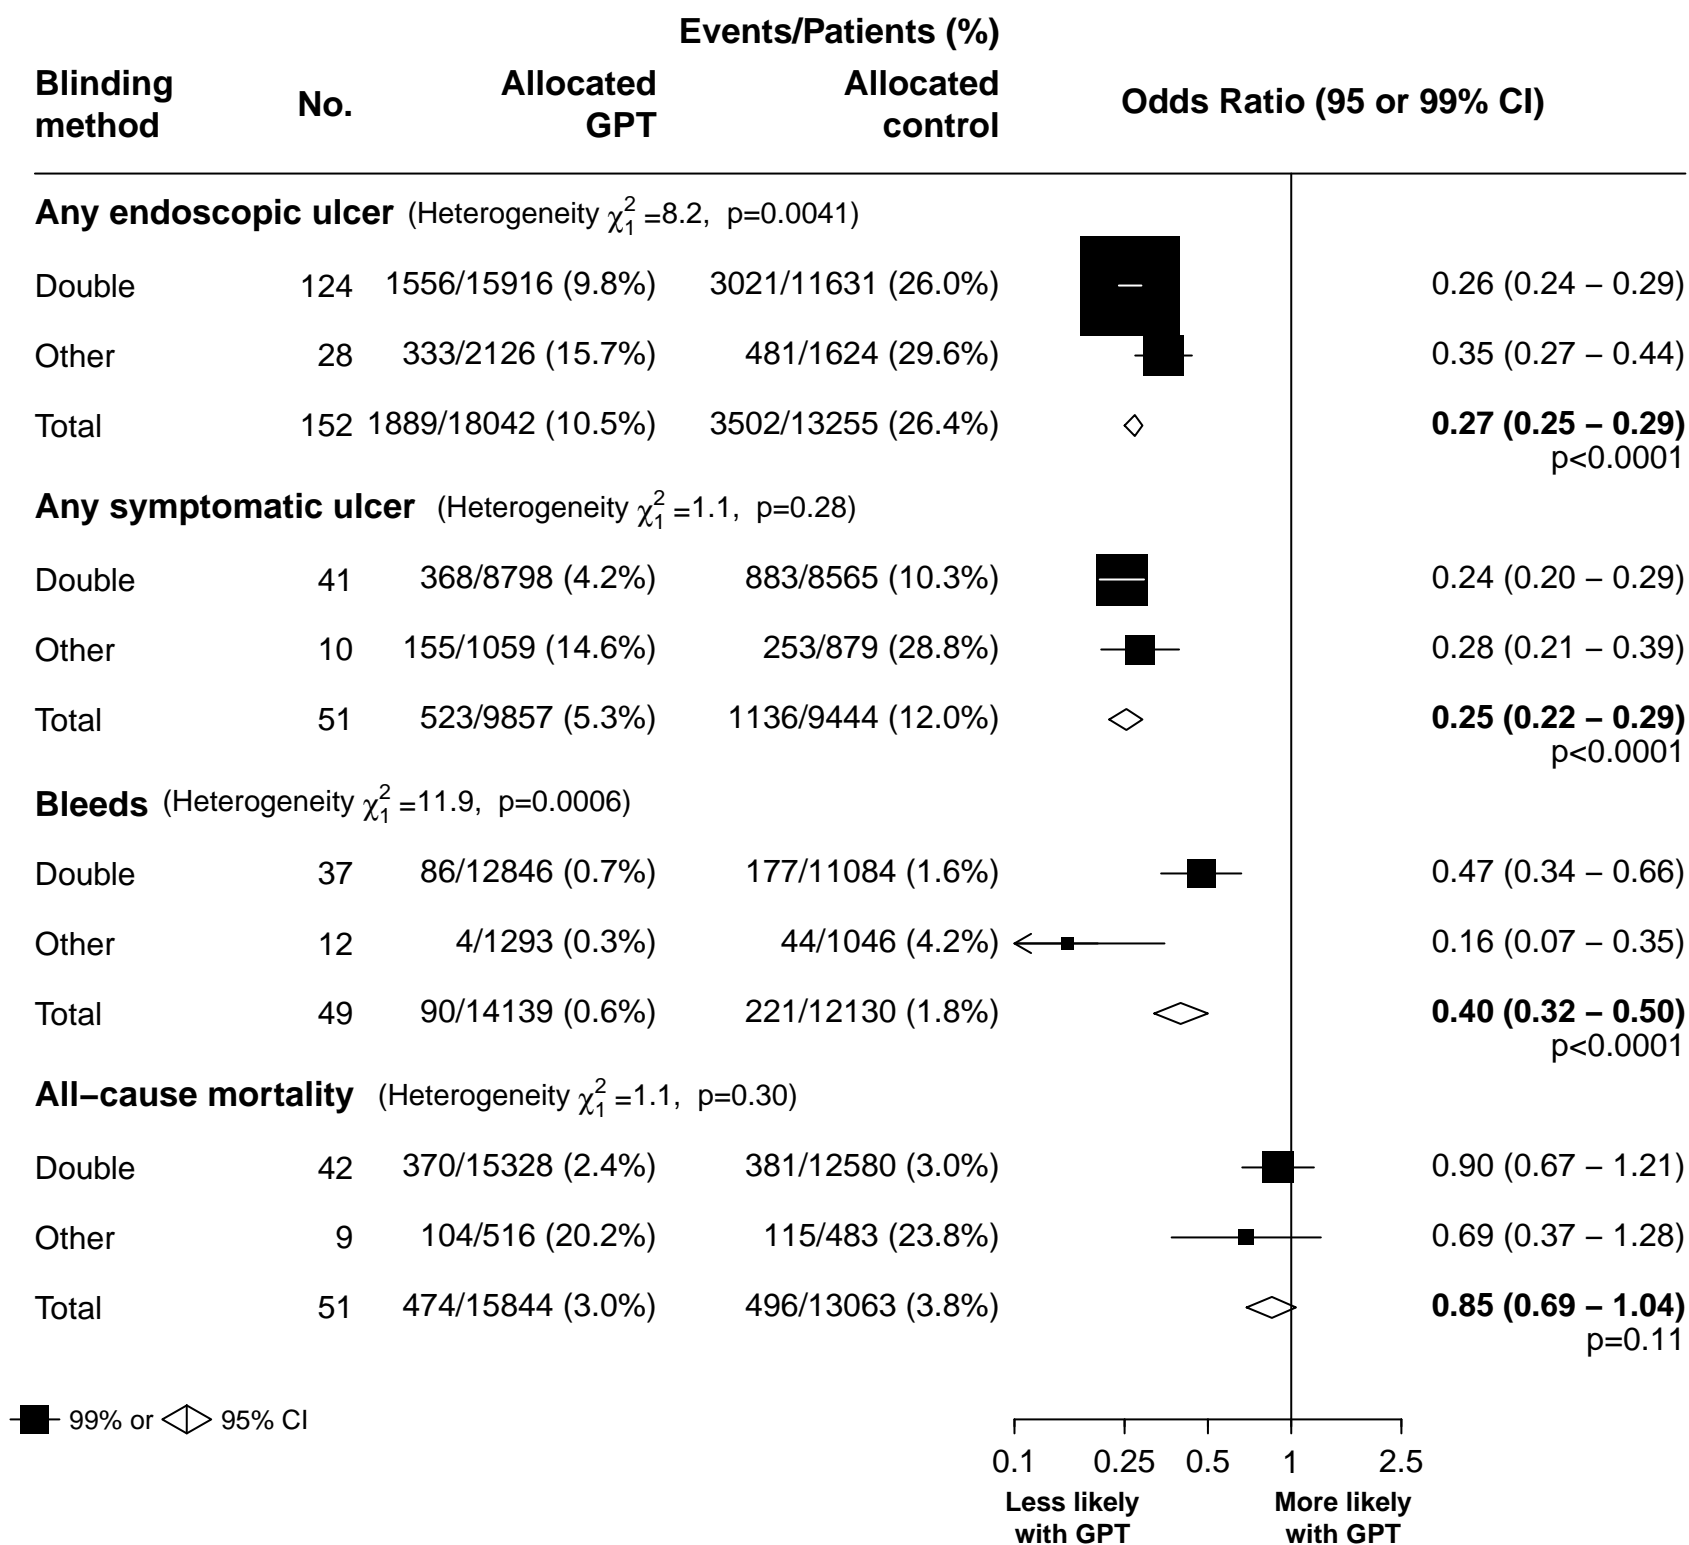 Events/Patients (%)
Blinding method No. Allocated GPT Allocated control Odds Ratio (95 or 99% CI)
Any endoscopic ulcer (Heterogeneity χ²₁ =8.2, p=0.0041)
Double 124 1556/15916 (9.8%) 3021/11631 (26.0%) 0.26 (0.24 – 0.29)
Other 28 333/2126 (15.7%) 481/1624 (29.6%) 0.35 (0.27 – 0.44)
Total 152 1889/18042 (10.5%) 3502/13255 (26.4%) 0.27 (0.25 – 0.29)
p<0.0001
Any symptomatic ulcer (Heterogeneity χ²₁ =1.1, p=0.28)
Double 41 368/8798 (4.2%) 883/8565 (10.3%) 0.24 (0.20 – 0.29)
Other 10 155/1059 (14.6%) 253/879 (28.8%) 0.28 (0.21 – 0.39)
Total 51 523/9857 (5.3%) 1136/9444 (12.0%) 0.25 (0.22 – 0.29)
p<0.0001
Bleeds (Heterogeneity χ²₁ =11.9, p=0.0006)
Double 37 86/12846 (0.7%) 177/11084 (1.6%) 0.47 (0.34 – 0.66)
Other 12 4/1293 (0.3%) 44/1046 (4.2%) 0.16 (0.07 – 0.35)
Total 49 90/14139 (0.6%) 221/12130 (1.8%) 0.40 (0.32 – 0.50)
p<0.0001
All–cause mortality (Heterogeneity χ²₁ =1.1, p=0.30)
Double 42 370/15328 (2.4%) 381/12580 (3.0%) 0.90 (0.67 – 1.21)
Other 9 104/516 (20.2%) 115/483 (23.8%) 0.69 (0.37 – 1.28)
Total 51 474/15844 (3.0%) 496/13063 (3.8%) 0.85 (0.69 – 1.04)
p=0.11
99% or 95% CI
0.1 0.25 0.5 1 2.5
Less likely with GPT More likely with GPT